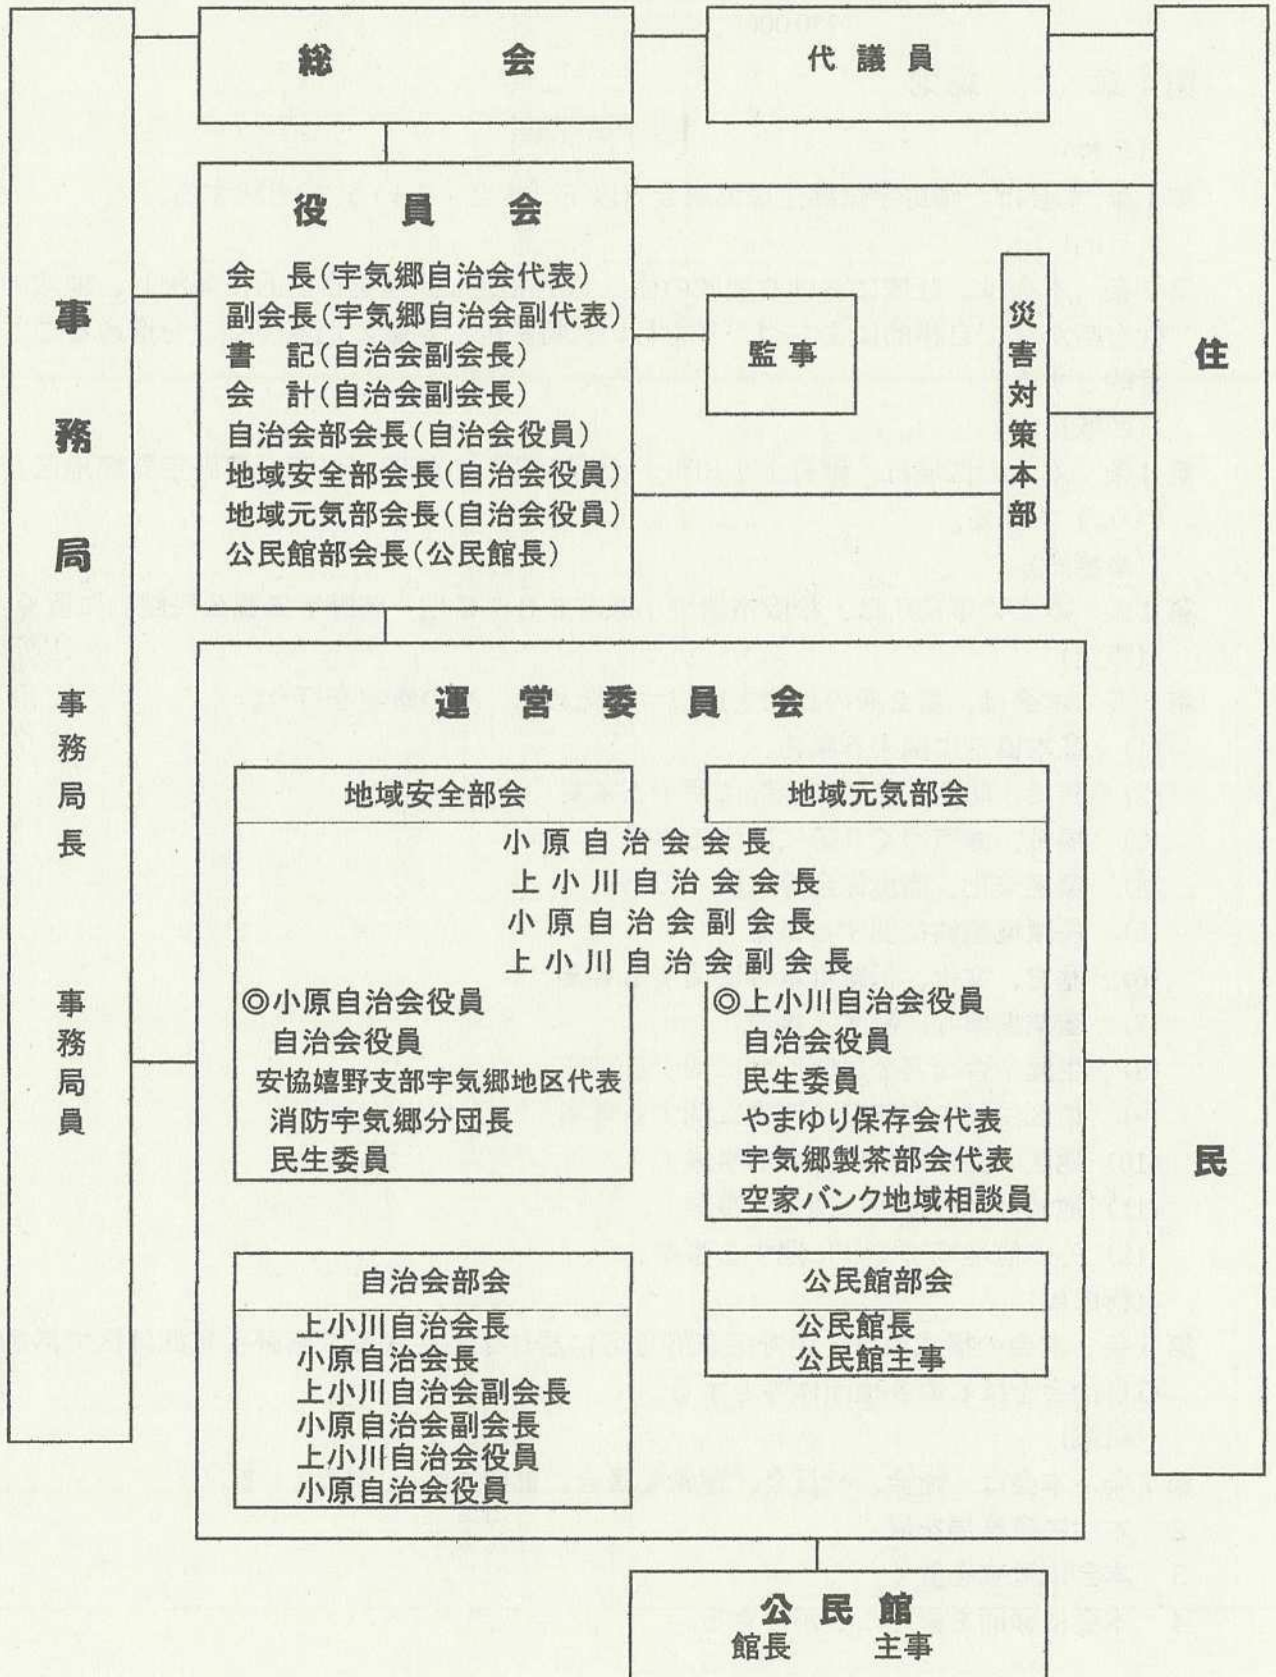 総会
代議員
役員会
会　長(宇気郷自治会代表)
副会長(宇気郷自治会副代表)
書　記(自治会副会長)
会　計(自治会副会長)
自治会部会長(自治会役員)
地域安全部会長(自治会役員)
地域元気部会長(自治会役員)
公民館部会長(公民館長)
監事
災害対策本部
事務局
事務局長
事務局員
住民
運営委員会
地域安全部会
地域元気部会
小原自治会会長
上小川自治会会長
小原自治会副会長
上小川自治会副会長
◎小原自治会役員
自治会役員
安協嬉野支部宇気郷地区代表
消防宇気郷分団長
民生委員
◎上小川自治会役員
自治会役員
民生委員
やまゆり保存会代表
宇気郷製茶部会代表
空家バンク地域相談員
自治会部会
上小川自治会長
小原自治会長
上小川自治会副会長
小原自治会副会長
上小川自治会役員
小原自治会役員
公民館部会
公民館長
公民館主事
公民館
館長　主事